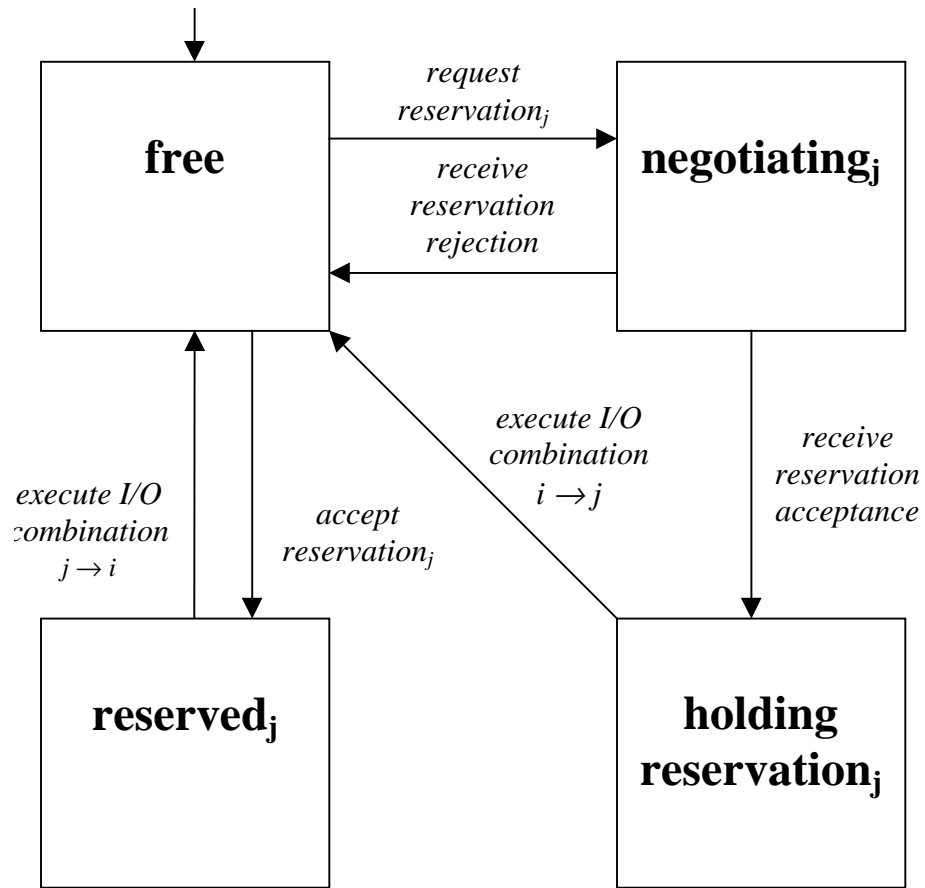 free
request
reservationj
receive
reservation
rejection
negotiatingj
execute I/O
combination
j → i
accept
reservationj
execute I/O
combination
i → j
receive
reservation
acceptance
reservedj
holding
reservationj